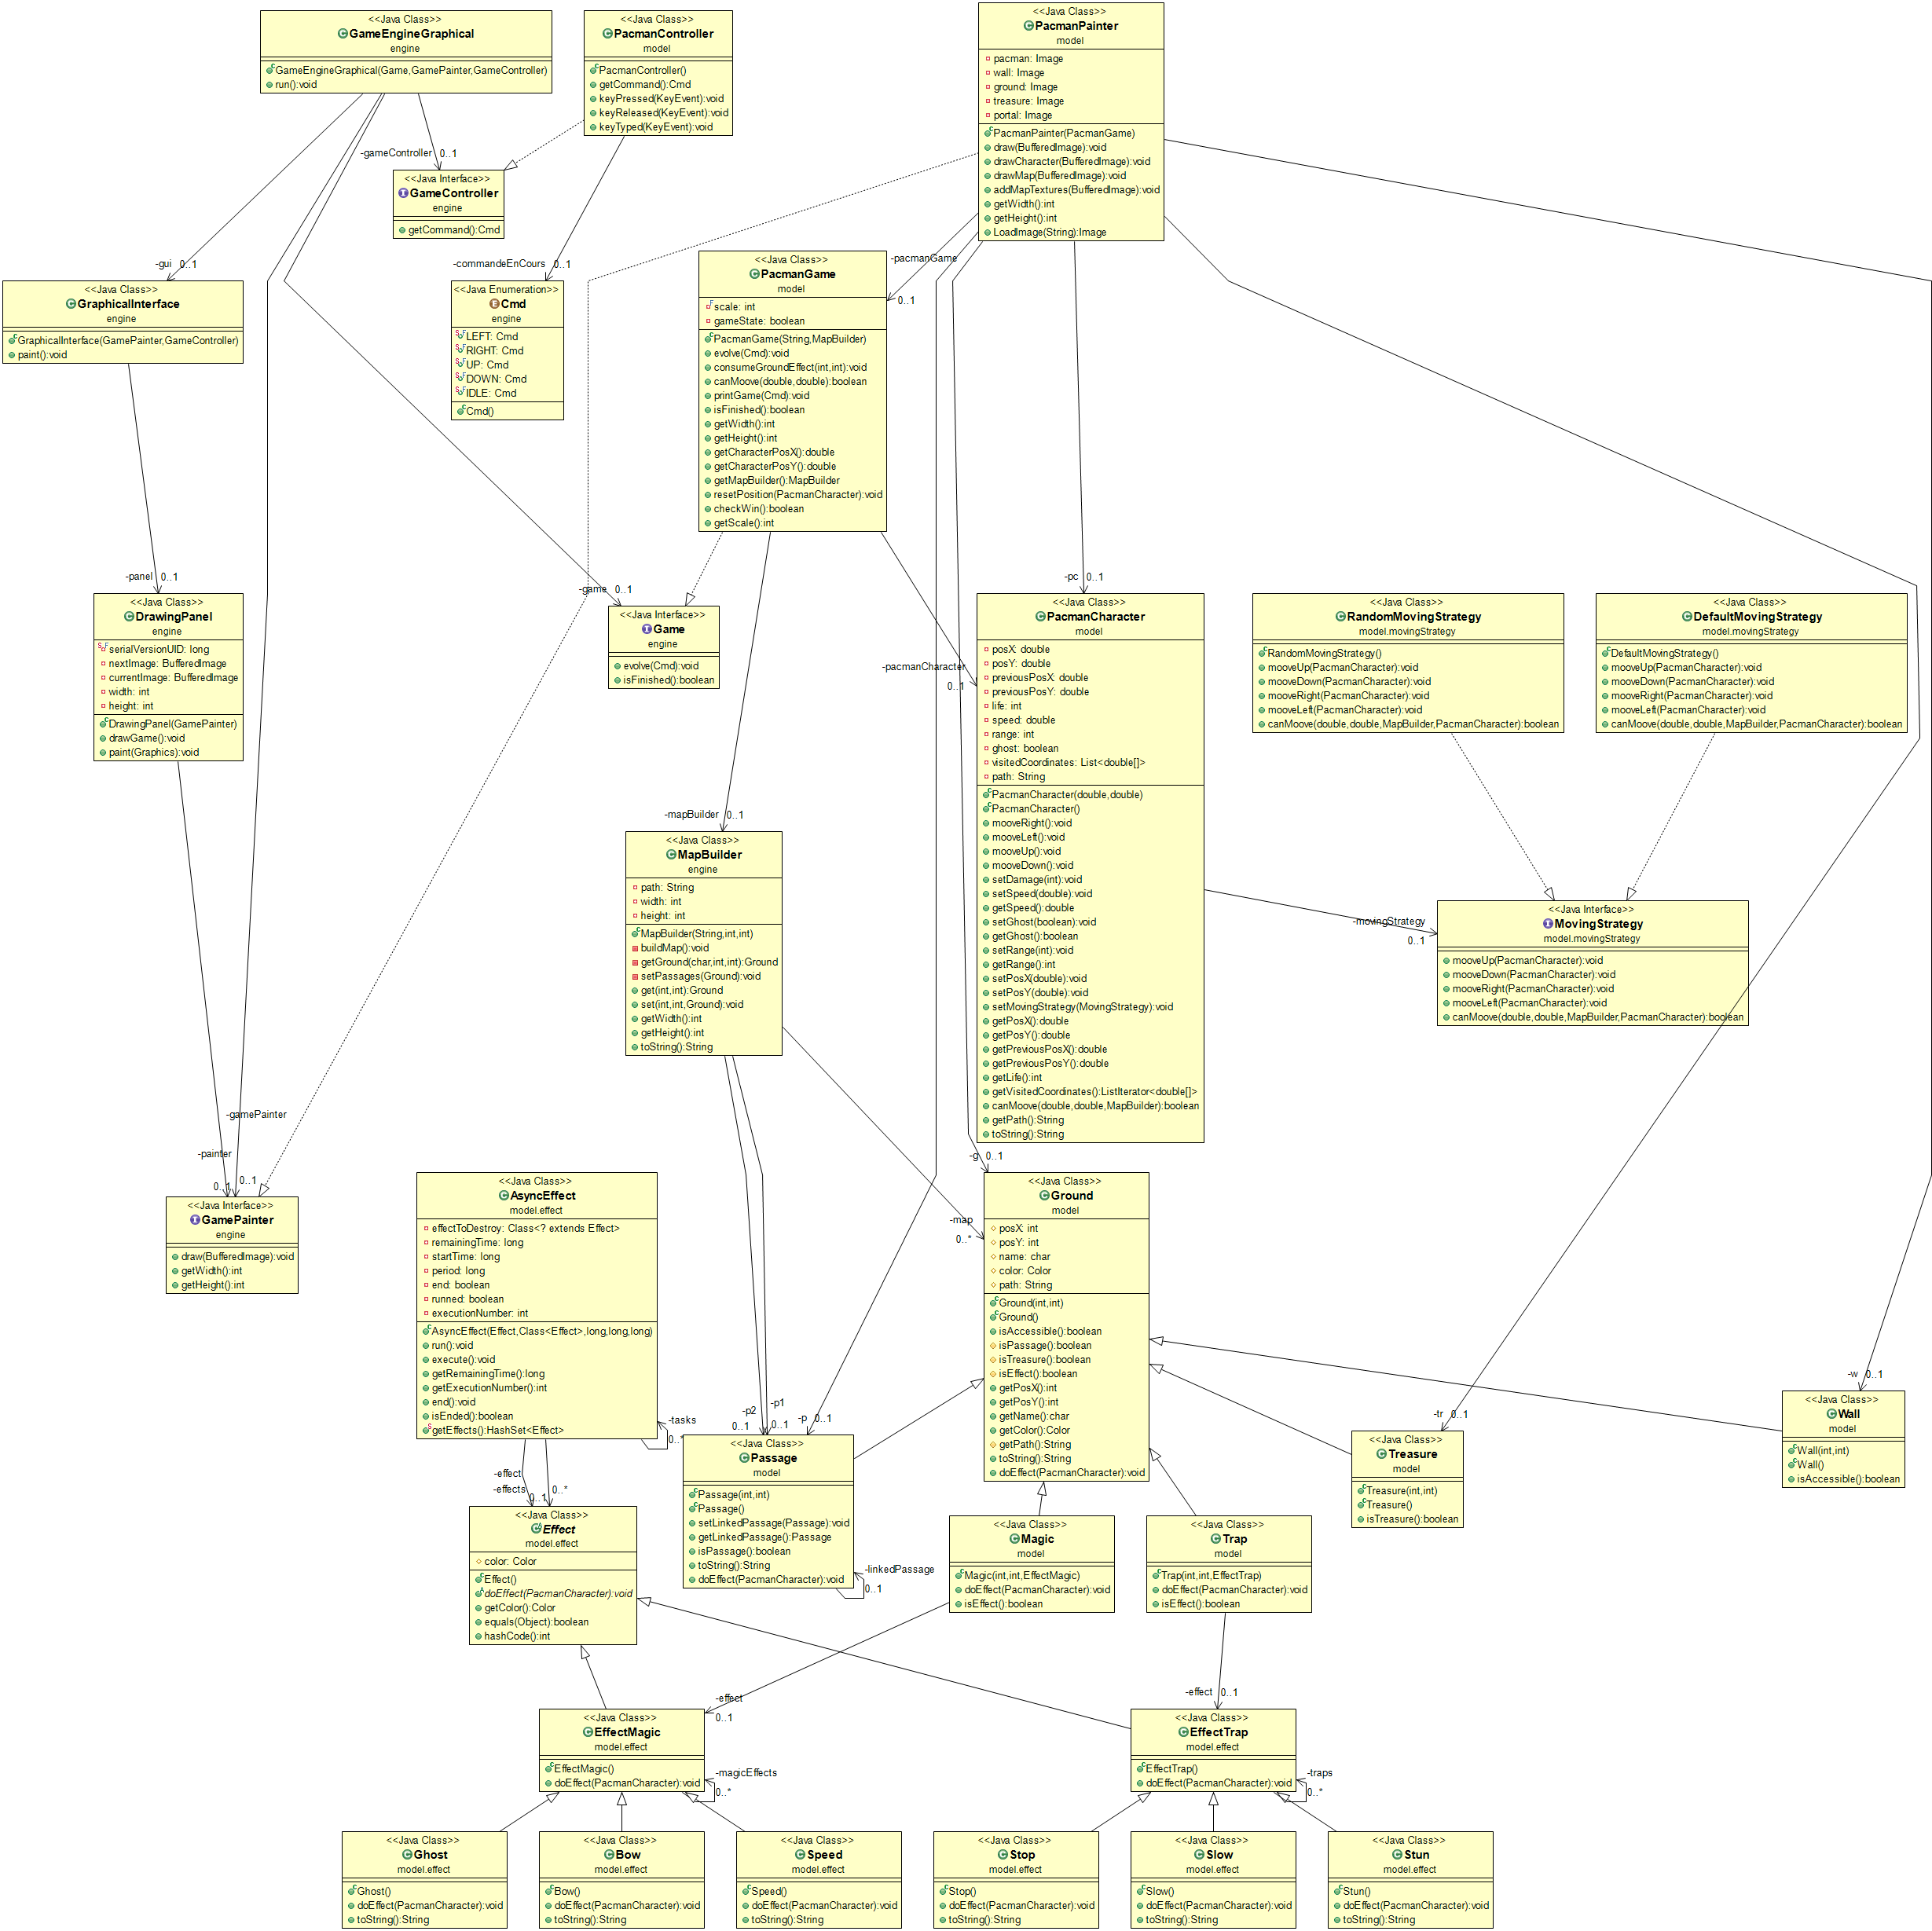 <<Java Class>>
GameEngineGraphical
engine
GameEngineGraphical(Game,GamePainter,GameController)
run():void
<<Java Class>>
PacmanController
model
PacmanController()
getCommand():Cmd
keyPressed(KeyEvent):void
keyReleased(KeyEvent):void
keyTyped(KeyEvent):void
<<Java Class>>
PacmanPainter
model
pacman: Image
wall: Image
ground: Image
treasure: Image
portal: Image
PacmanPainter(PacmanGame)
draw(BufferedImage):void
drawCharacter(BufferedImage):void
drawMap(BufferedImage):void
addMapTextures(BufferedImage):void
getWidth():int
getHeight():int
LoadImage(String):Image
-gameController 0..1
<<Java Interface>>
GameController
engine
getCommand():Cmd
-gui 0..1
-commandeEnCours 0..1
-pacmanGame
0..1
<<Java Class>>
GraphicalInterface
engine
GraphicalInterface(GamePainter,GameController)
paint():void
<<Java Enumeration>>
Cmd
engine
LEFT: Cmd
RIGHT: Cmd
UP: Cmd
DOWN: Cmd
IDLE: Cmd
Cmd()
<<Java Class>>
PacmanGame
model
scale: int
gameState: boolean
PacmanGame(String,MapBuilder)
evolve(Cmd):void
consumeGroundEffect(int,int):void
canMoove(double,double):boolean
printGame(Cmd):void
isFinished():boolean
getWidth():int
getHeight():int
getCharacterPosX():double
getCharacterPosY():double
getMapBuilder():MapBuilder
resetPosition(PacmanCharacter):void
checkWin():boolean
getScale():int
-panel 0..1
-game 0..1
-pc 0..1
<<Java Class>>
DrawingPanel
engine
serialVersionUID: long
nextImage: BufferedImage
currentImage: BufferedImage
width: int
height: int
DrawingPanel(GamePainter)
drawGame():void
paint(Graphics):void
<<Java Interface>>
Game
engine
evolve(Cmd):void
isFinished():boolean
-pacmanCharacter
0..1
<<Java Class>>
PacmanCharacter
model
posX: double
posY: double
previousPosX: double
previousPosY: double
life: int
speed: double
range: int
ghost: boolean
visitedCoordinates: List<double[]>
path: String
PacmanCharacter(double,double)
PacmanCharacter()
mooveRight():void
mooveLeft():void
mooveUp():void
mooveDown():void
setDamage(int):void
setSpeed(double):void
getSpeed():double
setGhost(boolean):void
getGhost():boolean
setRange(int):void
getRange():int
setPosX(double):void
setPosY(double):void
setMovingStrategy(MovingStrategy):void
getPosX():double
getPosY():double
getPreviousPosX():double
getPreviousPosY():double
getLife():int
getVisitedCoordinates():ListIterator<double[]>
canMoove(double,double,MapBuilder):boolean
getPath():String
toString():String
<<Java Class>>
RandomMovingStrategy
model.movingStrategy
RandomMovingStrategy()
mooveUp(PacmanCharacter):void
mooveDown(PacmanCharacter):void
mooveRight(PacmanCharacter):void
mooveLeft(PacmanCharacter):void
canMoove(double,double,MapBuilder,PacmanCharacter):boolean
<<Java Class>>
DefaultMovingStrategy
model.movingStrategy
DefaultMovingStrategy()
mooveUp(PacmanCharacter):void
mooveDown(PacmanCharacter):void
mooveRight(PacmanCharacter):void
mooveLeft(PacmanCharacter):void
canMoove(double,double,MapBuilder,PacmanCharacter):boolean
-mapBuilder 0..1
<<Java Class>>
MapBuilder
engine
path: String
width: int
height: int
MapBuilder(String,int,int)
buildMap():void
getGround(char,int,int):Ground
setPassages(Ground):void
get(int,int):Ground
set(int,int,Ground):void
getWidth():int
getHeight():int
toString():String
-movingStrategy
0..1
<<Java Interface>>
MovingStrategy
model.movingStrategy
mooveUp(PacmanCharacter):void
mooveDown(PacmanCharacter):void
mooveRight(PacmanCharacter):void
mooveLeft(PacmanCharacter):void
canMoove(double,double,MapBuilder,PacmanCharacter):boolean
-gamePainter
-painter
0..1
0..1
<<Java Interface>>
GamePainter
engine
draw(BufferedImage):void
getWidth():int
getHeight():int
<<Java Class>>
AsyncEffect
model.effect
effectToDestroy: Class<? extends Effect>
remainingTime: long
startTime: long
period: long
end: boolean
runned: boolean
executionNumber: int
AsyncEffect(Effect,Class<Effect>,long,long,long)
run():void
execute():void
getRemainingTime():long
getExecutionNumber():int
end():void
isEnded():boolean
getEffects():HashSet<Effect>
-tasks
0..*
-g 0..1
-map
0..*
<<Java Class>>
Ground
model
posX: int
posY: int
name: char
color: Color
path: String
Ground(int,int)
Ground()
isAccessible():boolean
isPassage():boolean
isTreasure():boolean
isEffect():boolean
getPosX():int
getPosY():int
getName():char
getColor():Color
getPath():String
toString():String
doEffect(PacmanCharacter):void
-w 0..1
<<Java Class>>
Wall
model
Wall(int,int)
Wall()
isAccessible():boolean
-tr 0..1
<<Java Class>>
Treasure
model
Treasure(int,int)
Treasure()
isTreasure():boolean
-p2
0..1
-p1
0..1
-p 0..1
<<Java Class>>
Passage
model
Passage(int,int)
Passage()
setLinkedPassage(Passage):void
getLinkedPassage():Passage
isPassage():boolean
toString():String
doEffect(PacmanCharacter):void
-linkedPassage
0..1
-effect
-effects
0..1
0..*
<<Java Class>>
Effect
model.effect
color: Color
Effect()
doEffect(PacmanCharacter):void
getColor():Color
equals(Object):boolean
hashCode():int
<<Java Class>>
Magic
model
Magic(int,int,EffectMagic)
doEffect(PacmanCharacter):void
isEffect():boolean
<<Java Class>>
Trap
model
Trap(int,int,EffectTrap)
doEffect(PacmanCharacter):void
isEffect():boolean
-effect
0..1
-effect 0..1
<<Java Class>>
EffectMagic
model.effect
EffectMagic()
doEffect(PacmanCharacter):void
-magicEffects
0..*
<<Java Class>>
EffectTrap
model.effect
EffectTrap()
doEffect(PacmanCharacter):void
-traps
0..*
<<Java Class>>
Ghost
model.effect
Ghost()
doEffect(PacmanCharacter):void
toString():String
<<Java Class>>
Bow
model.effect
Bow()
doEffect(PacmanCharacter):void
toString():String
<<Java Class>>
Speed
model.effect
Speed()
doEffect(PacmanCharacter):void
toString():String
<<Java Class>>
Stop
model.effect
Stop()
doEffect(PacmanCharacter):void
toString():String
<<Java Class>>
Slow
model.effect
Slow()
doEffect(PacmanCharacter):void
toString():String
<<Java Class>>
Stun
model.effect
Stun()
doEffect(PacmanCharacter):void
toString():String